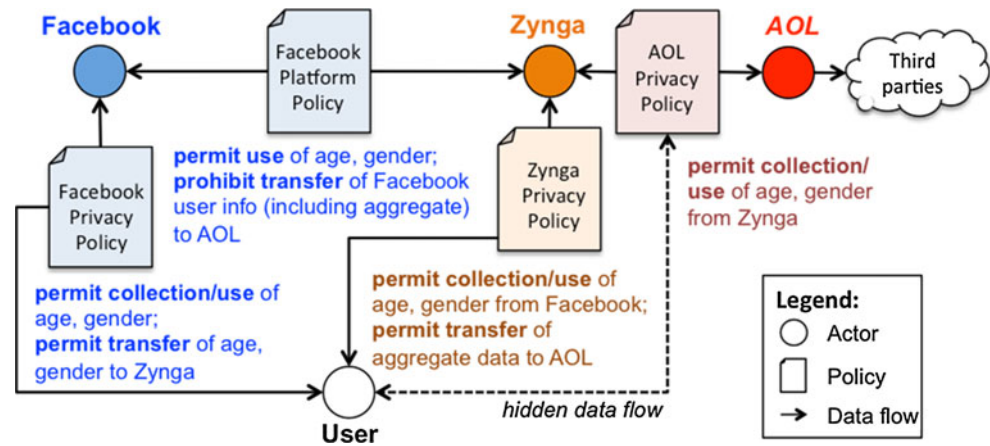 Facebook
Zynga
AOL
Facebook
Platform
Policy
AOL
Privacy
Policy
Third
parties
Facebook
Privacy
Policy
permit use of age, gender;
prohibit transfer of Facebook
user info (including aggregate)
to AOL
Zynga
Privacy
Policy
permit collection/
use of age, gender
from Zynga
permit collection/use of
age, gender;
permit transfer of age,
gender to Zynga
permit collection/use of
age, gender from Facebook;
permit transfer of
aggregate data to AOL
hidden data flow
User
Legend:
Actor
Policy
Data flow